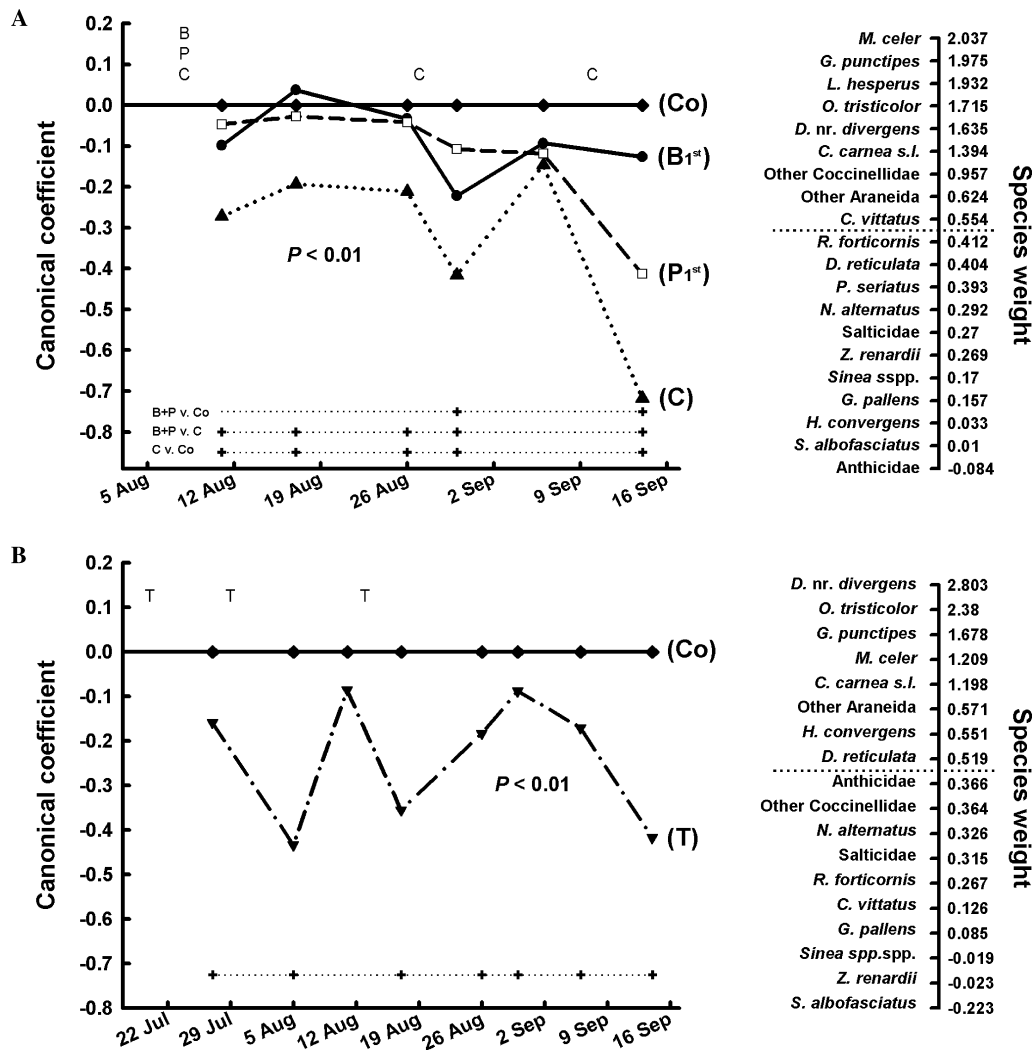 A
0.2
0.1
0.0
-0.1
-0.2
-0.3
-0.4
-0.5
-0.6
-0.7
-0.8
Canonical coefficient
B
P
C
C
C
(Co)
(B1st)
(P1st)
(C)
P < 0.01
B+P v. Co
B+P v. C
C v. Co
5 Aug
12 Aug
19 Aug
26 Aug
2 Sep
9 Sep
16 Sep
M. celer 2.037
G. punctipes 1.975
L. hesperus 1.932
O. tristicolor 1.715
D. nr. divergens 1.635
C. carnea s.l. 1.394
Other Coccinellidae 0.957
Other Araneida 0.624
C. vittatus 0.554
R. forticornis 0.412
D. reticulata 0.404
P. seriatus 0.393
N. alternatus 0.292
Salticidae 0.27
Z. renardii 0.269
Sinea sspp. 0.17
G. pallens 0.157
H. convergens 0.033
S. albofasciatus 0.01
Anthicidae -0.084
Species weight
B
0.2
0.1
0.0
-0.1
-0.2
-0.3
-0.4
-0.5
-0.6
-0.7
-0.8
Canonical coefficient
T
T
T
(Co)
(T)
P < 0.01
22 Jul
29 Jul
5 Aug
12 Aug
19 Aug
26 Aug
2 Sep
9 Sep
16 Sep
D. nr. divergens 2.803
O. tristicolor 2.38
G. punctipes 1.678
M. celer 1.209
C. carnea s.l. 1.198
Other Araneida 0.571
H. convergens 0.551
D. reticulata 0.519
Anthicidae 0.366
Other Coccinellidae 0.364
N. alternatus 0.326
Salticidae 0.315
R. forticornis 0.267
C. vittatus 0.126
G. pallens 0.085
Sinea spp.spp. -0.019
Z. renardii -0.023
S. albofasciatus -0.223
Species weight